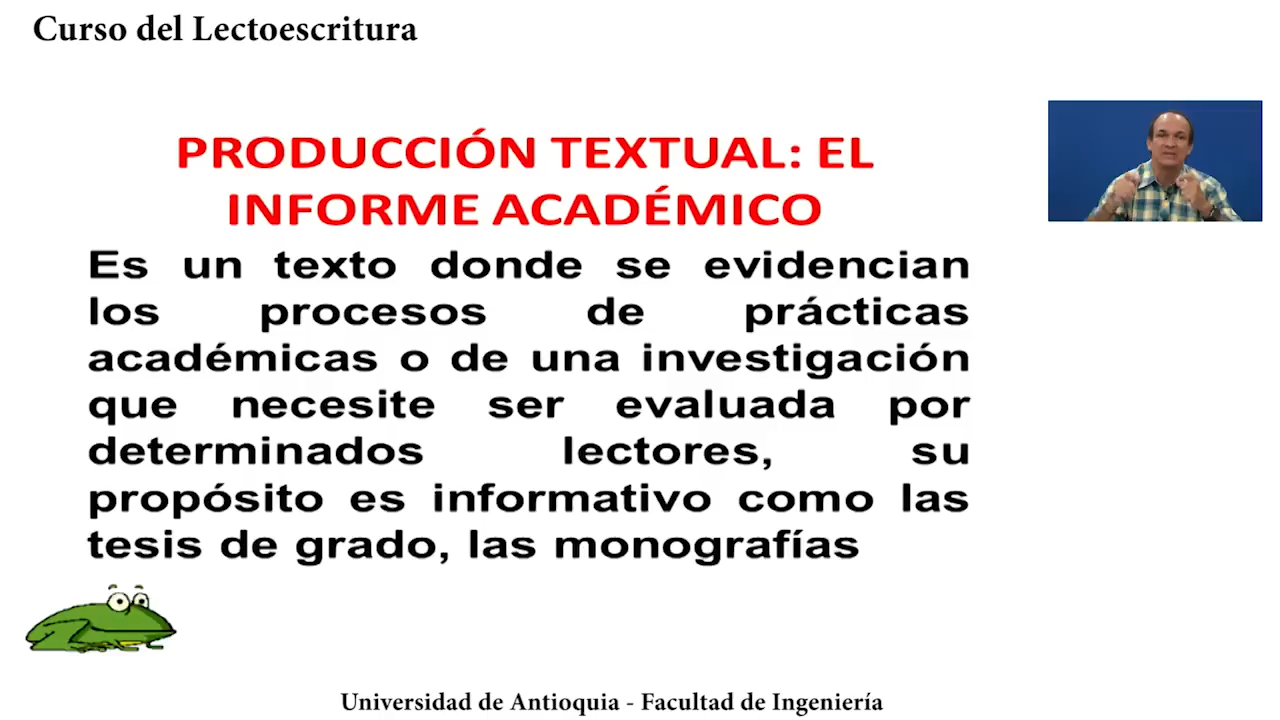 Curso del Lectoescritura
PRODUCCIÓN TEXTUAL: EL
INFORME ACADÉMICO
Es un texto donde se evidencian
los procesos de prácticas
académicas o de una investigación
que necesite ser evaluada por
determinados lectores, su
propósito es informativo como las
tesis de grado, las monografías
Universidad de Antioquia - Facultad de Ingeniería